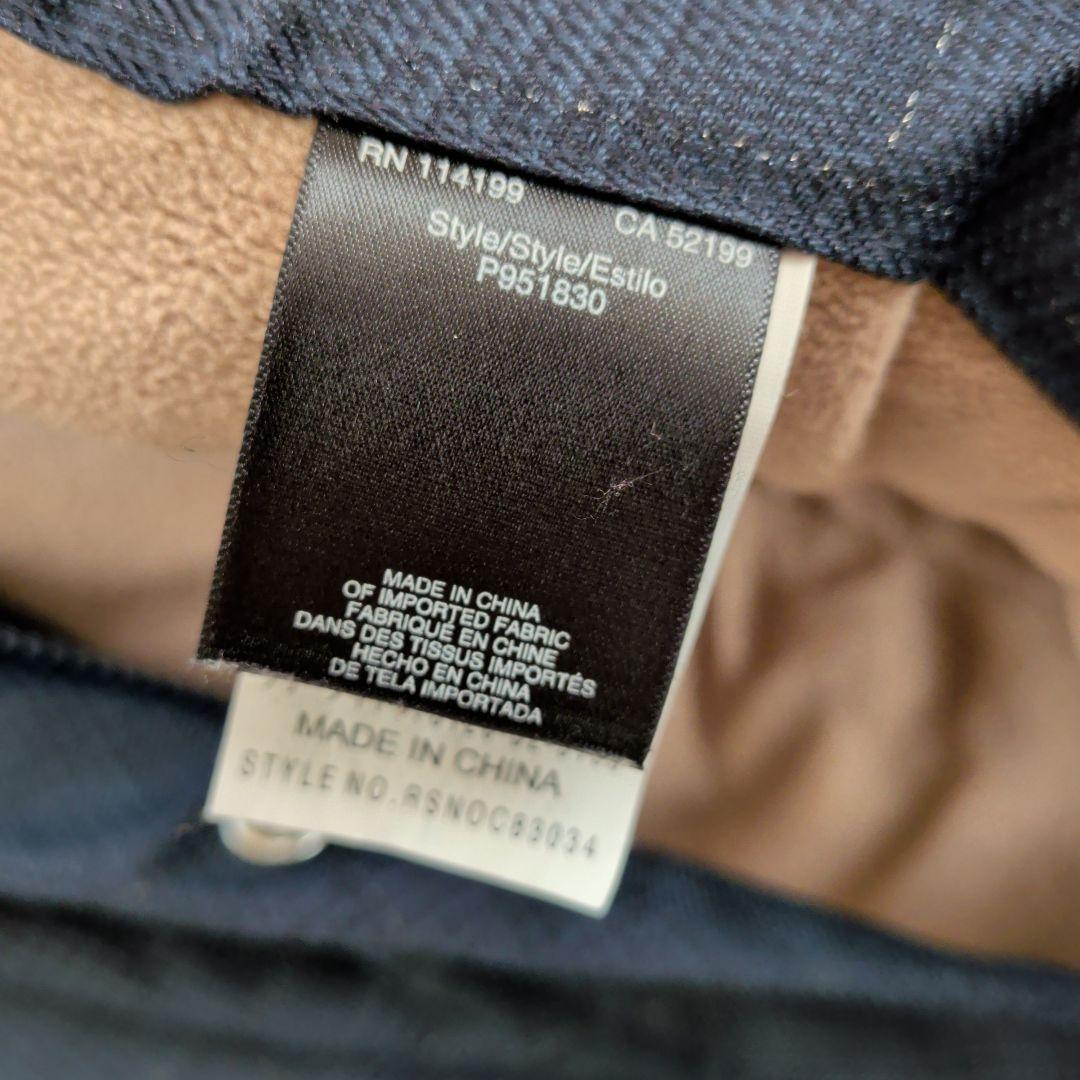 RN 114199 CA 52199
Style/Style/Estilo
P951830
MADE IN CHINA
OF IMPORTED FABRIC
FABRIQUÉ EN CHINE
DANS DES TISSUS IMPORTÉS
HECHO EN CHINA
DE TELA IMPORTADA
MADE IN CHINA
STYLE NO.RSNOC83034